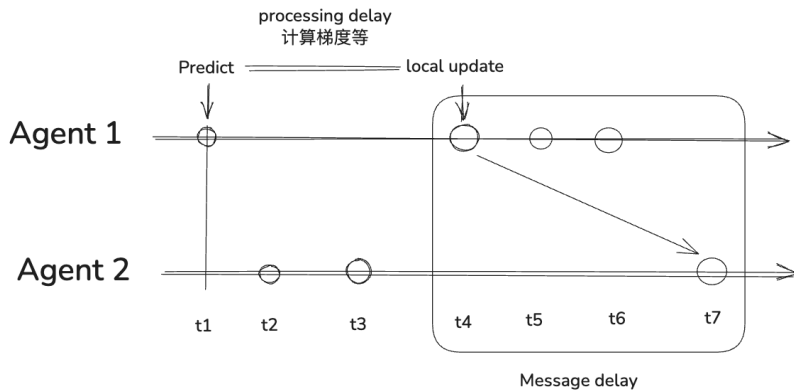 processing delay
计算梯度等
Predict
local update
Agent 1
Agent 2
t1
t2
t3
t4
t5
t6
t7
Message delay